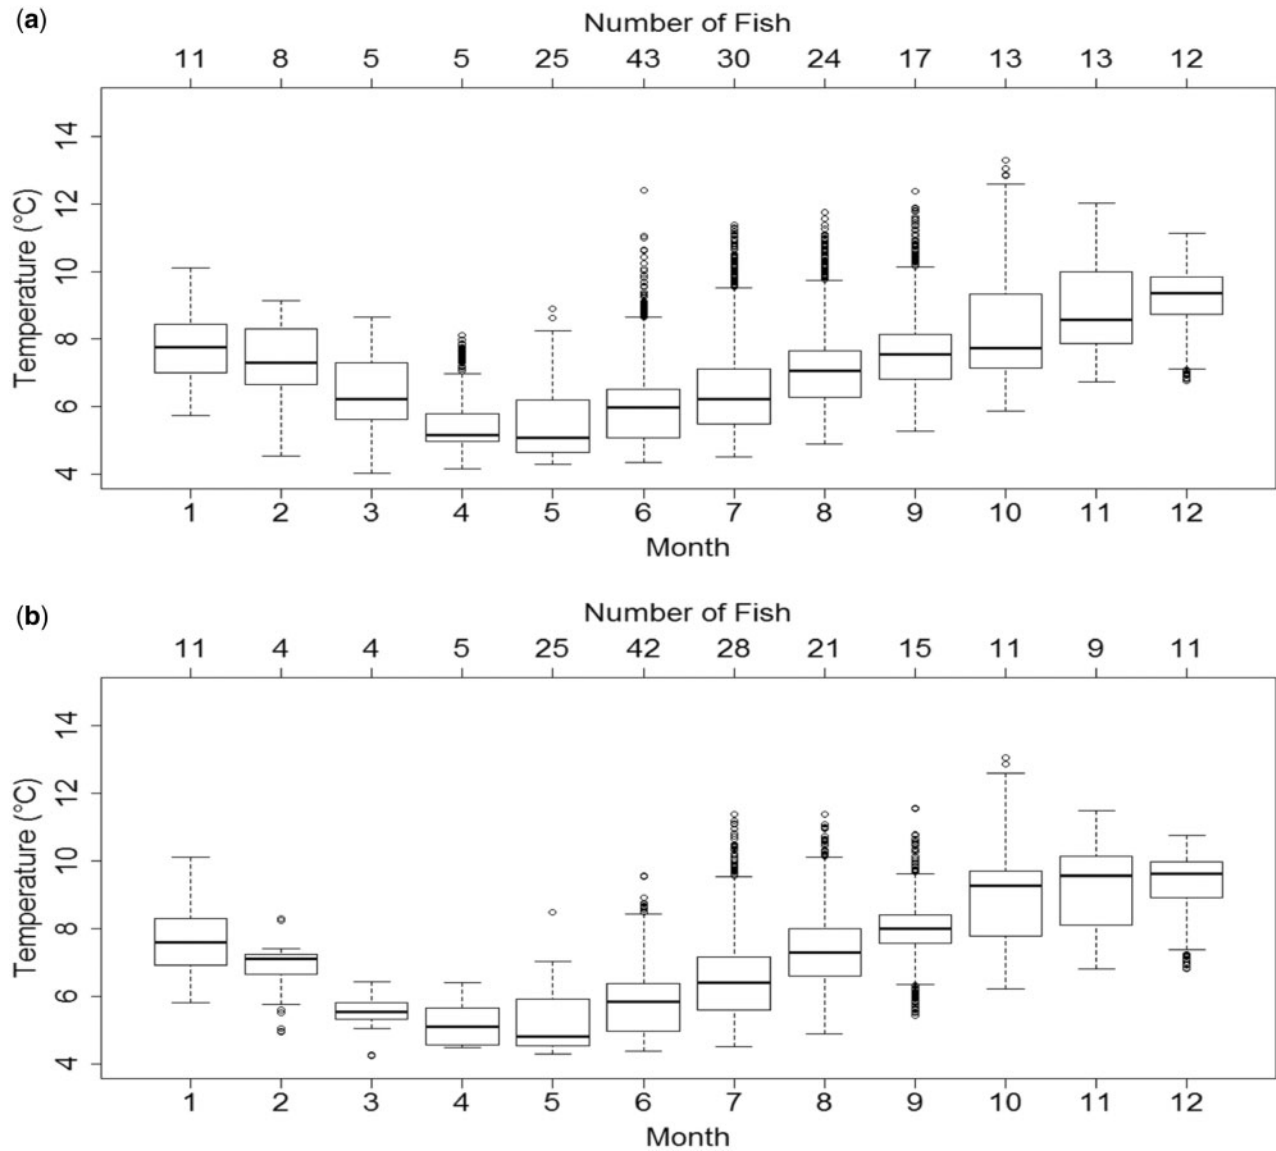 (a)
Number of Fish
11 8 5 5 25 43 30 24 17 13 13 12
Temperature (°C)
14
12
10
8
6
4
1 2 3 4 5 6 7 8 9 10 11 12
Month
(b)
Number of Fish
11 4 4 5 25 42 28 21 15 11 9 11
Temperature (°C)
14
12
10
8
6
4
1 2 3 4 5 6 7 8 9 10 11 12
Month